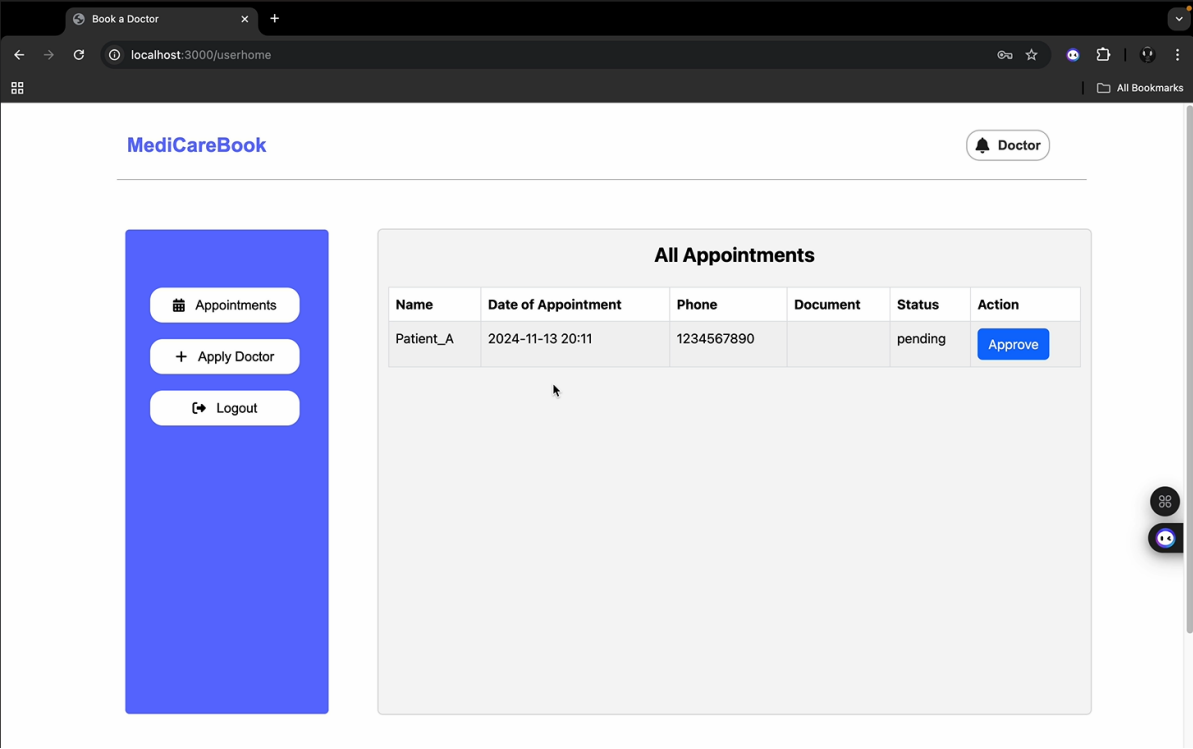 Book a Doctor
localhost:3000/userhome
All Bookmarks
MediCareBook
Doctor
Appointments
Apply Doctor
Logout
All Appointments
Name Date of Appointment Phone Document Status Action
Patient_A 2024-11-13 20:11 1234567890 pending Approve